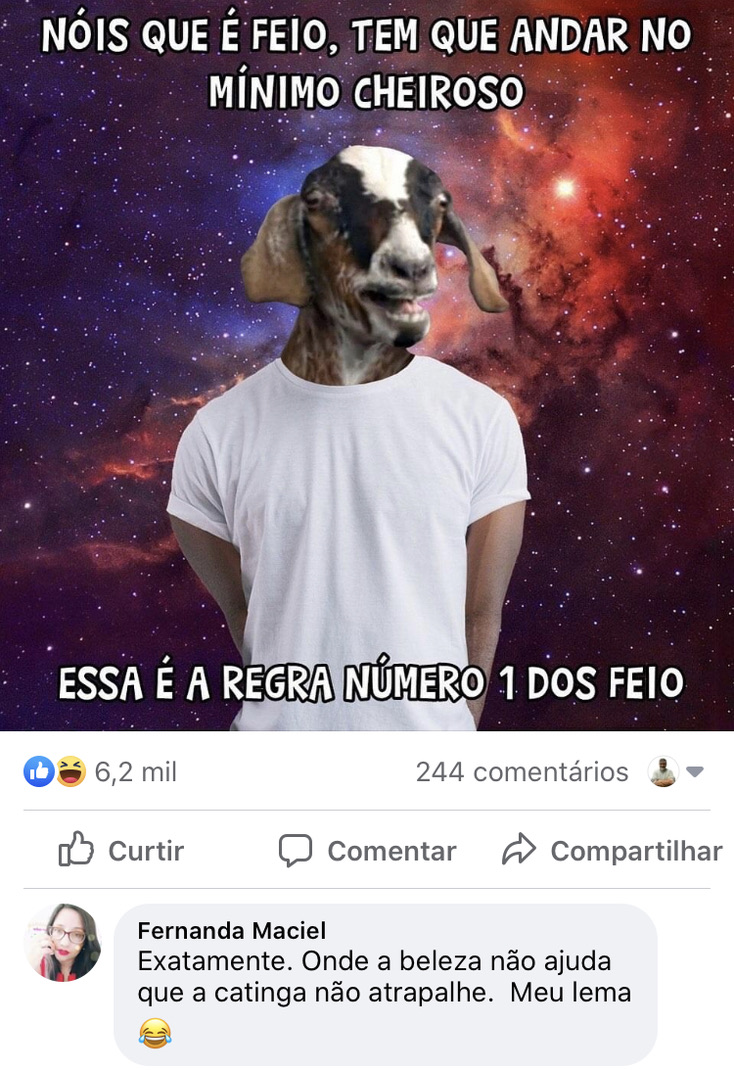 NÓIS QUE É FEIO, TEM QUE ANDAR NO
MÍNIMO CHEIROSO
ESSA É A REGRA NÚMERO 1 DOS FEIO
6,2 mil
244 comentários
Curtir
Comentar
Compartilhar
Fernanda Maciel
Exatamente. Onde a beleza não ajuda
que a catinga não atrapalhe. Meu lema
😂